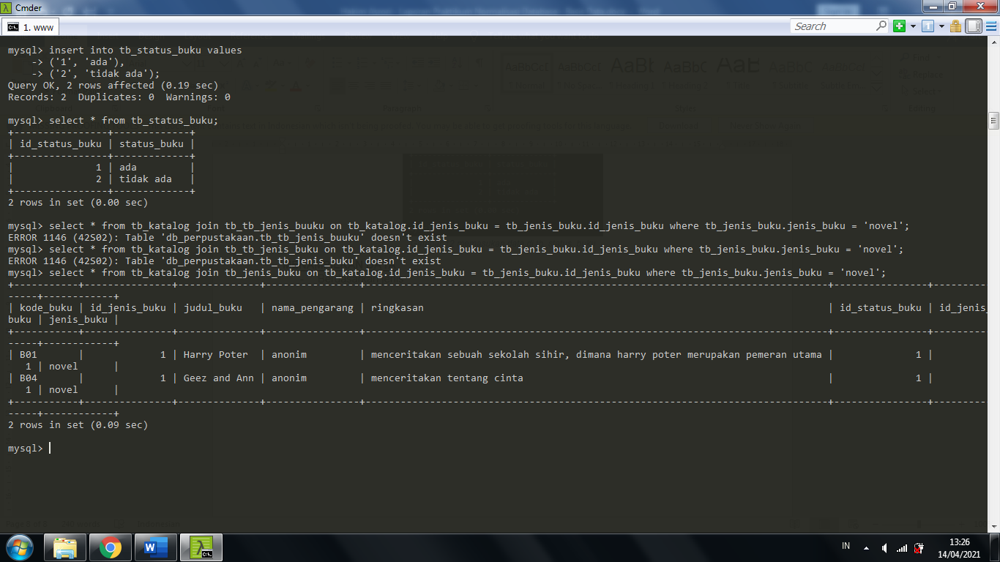 Cmder
1. www
Search
mysql> insert into tb_status_buku values
    -> ('1', 'ada'),
    -> ('2', 'tidak ada');
Query OK, 2 rows affected (0.19 sec)
Records: 2  Duplicates: 0  Warnings: 0
mysql> select * from tb_status_buku;
+----------------+-------------+
| id_status_buku | status_buku |
+----------------+-------------+
|              1 | ada         |
|              2 | tidak ada   |
+----------------+-------------+
2 rows in set (0.00 sec)
mysql> select * from tb_katalog join tb_tb_jenis_buuku on tb_katalog.id_jenis_buku = tb_jenis_buku.id_jenis_buku where tb_jenis_buku.jenis_buku = 'novel';
ERROR 1146 (42S02): Table 'db_perpustakaan.tb_tb_jenis_buuku' doesn't exist
mysql> select * from tb_katalog join tb_tb_jenis_buku on tb_katalog.id_jenis_buku = tb_jenis_buku.id_jenis_buku where tb_jenis_buku.jenis_buku = 'novel';
ERROR 1146 (42S02): Table 'db_perpustakaan.tb_tb_jenis_buku' doesn't exist
mysql> select * from tb_katalog join tb_jenis_buku on tb_katalog.id_jenis_buku = tb_jenis_buku.id_jenis_buku where tb_jenis_buku.jenis_buku = 'novel';
+-----------+---------------+--------------+---------------+-------------------------------------------------------------------------------+----------------+----------
-----+------------+
| kode_buku | id_jenis_buku | judul_buku   | nama_pengarang | ringkasan                                                                     | id_status_buku | id_jenis_
buku | jenis_buku |
+-----------+---------------+--------------+---------------+-------------------------------------------------------------------------------+----------------+----------
-----+------------+
| B01       |             1 | Harry Poter  | anonim         | menceritakan sebuah sekolah sihir, dimana harry poter merupakan pemeran utama |              1 |
   1 | novel      |
| B04       |             1 | Geez and Ann | anonim         | menceritakan tentang cinta                                                    |              1 |
   1 | novel      |
+-----------+---------------+--------------+---------------+-------------------------------------------------------------------------------+----------------+----------
-----+------------+
2 rows in set (0.09 sec)
mysql>
IN
13:26
14/04/2021